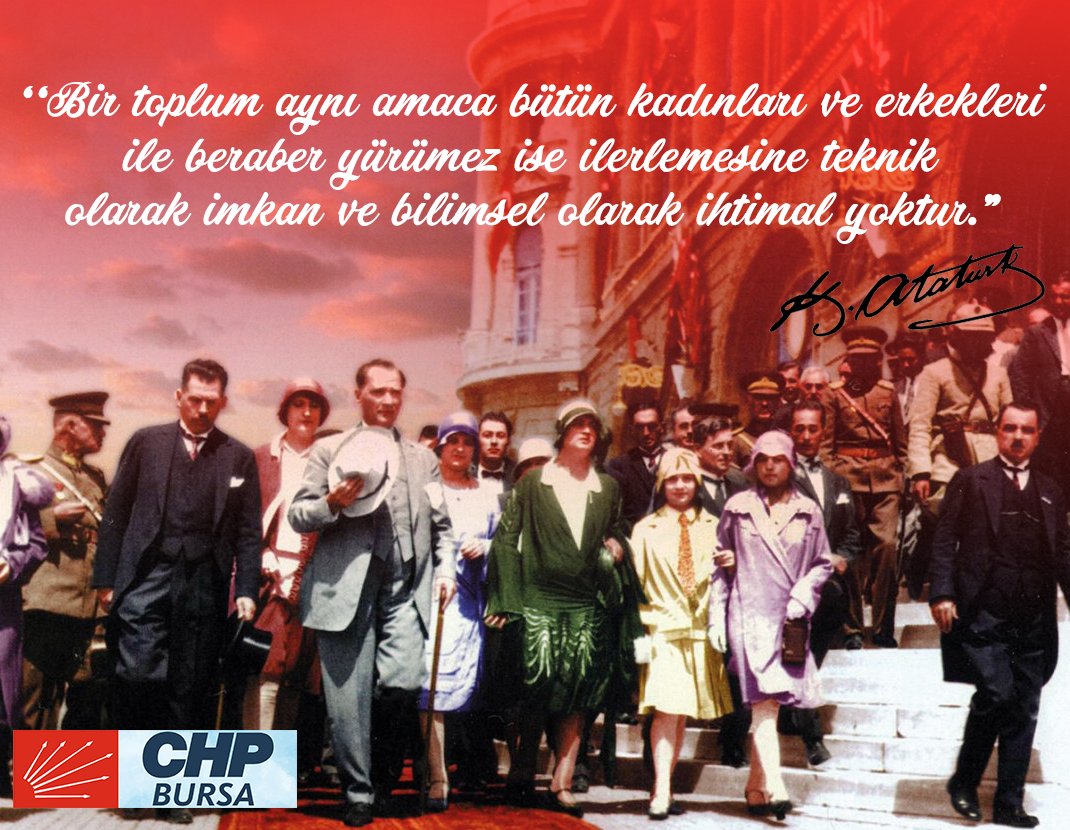 “Bir toplum aynı amaca bütün kadınları ve erkekleri
ile beraber yürümez ise ilerlemesine teknik
olarak imkan ve bilimsel olarak ihtimal yoktur.”
K. Atatürk
CHP
BURSA